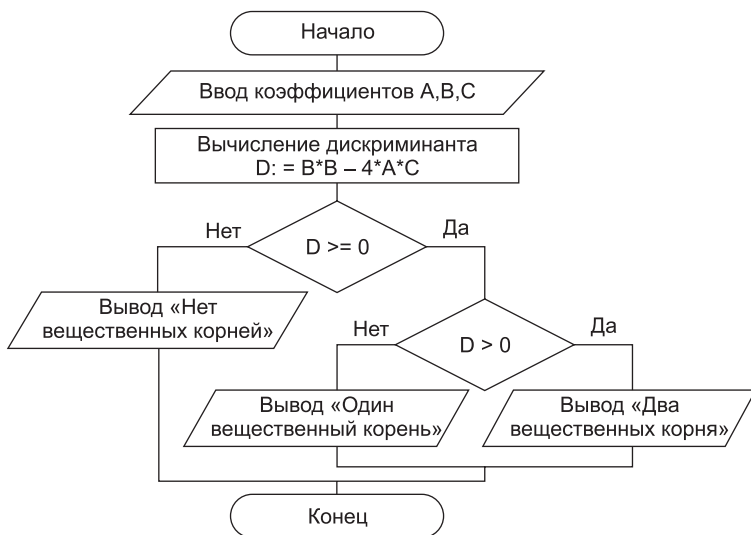 Начало
Ввод коэффициентов A,B,C
Вычисление дискриминанта
D: = B*B – 4*A*C
Нет
Да
D >= 0
Вывод «Нет
вещественных корней»
Нет
Да
D > 0
Вывод «Один
вещественный корень»
Вывод «Два
вещественных корня»
Конец